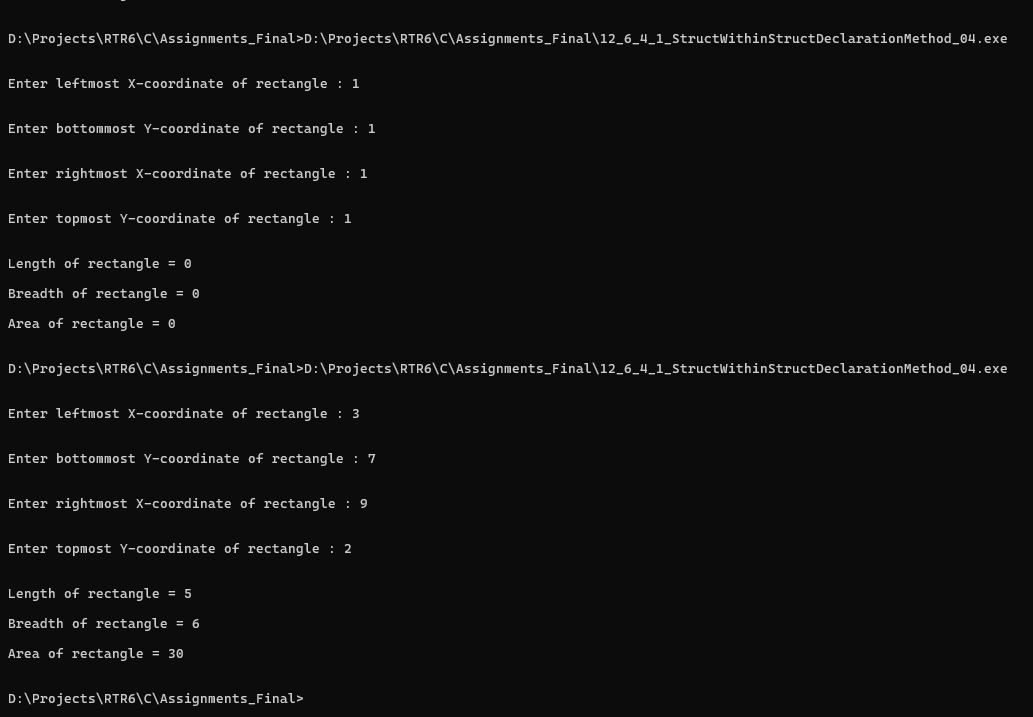 D:\Projects\RTR6\C\Assignments_Final>D:\Projects\RTR6\C\Assignments_Final\12_6_4_1_StructWithinStructDeclarationMethod_04.exe
Enter leftmost X-coordinate of rectangle : 1
Enter bottommost Y-coordinate of rectangle : 1
Enter rightmost X-coordinate of rectangle : 1
Enter topmost Y-coordinate of rectangle : 1
Length of rectangle = 0
Breadth of rectangle = 0
Area of rectangle = 0
D:\Projects\RTR6\C\Assignments_Final>D:\Projects\RTR6\C\Assignments_Final\12_6_4_1_StructWithinStructDeclarationMethod_04.exe
Enter leftmost X-coordinate of rectangle : 3
Enter bottommost Y-coordinate of rectangle : 7
Enter rightmost X-coordinate of rectangle : 9
Enter topmost Y-coordinate of rectangle : 2
Length of rectangle = 5
Breadth of rectangle = 6
Area of rectangle = 30
D:\Projects\RTR6\C\Assignments_Final>